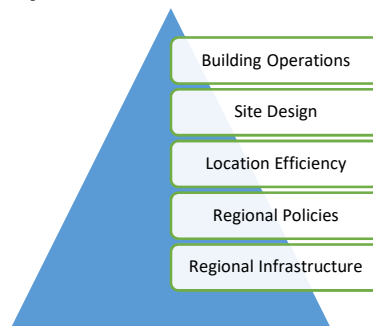 Building Operations
Site Design
Location Efficiency
Regional Policies
Regional Infrastructure